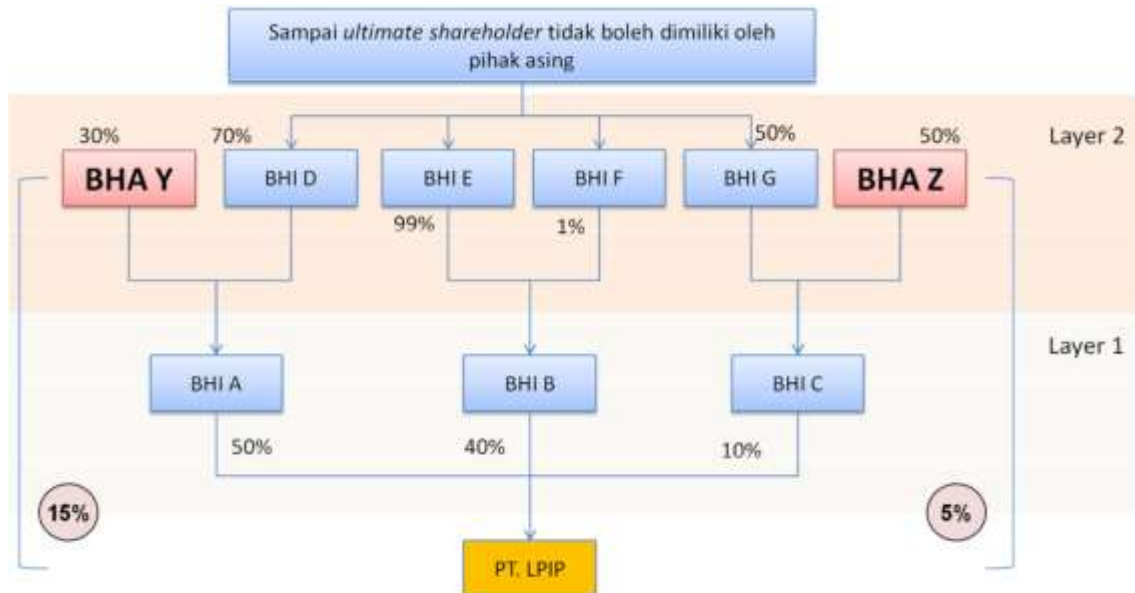 Sampai ultimate shareholder tidak boleh dimiliki oleh
pihak asing
30%
70%
50%
50%
Layer 2
BHA Y
BHI D
BHI E
BHI F
BHI G
BHA Z
99%
1%
Layer 1
BHI A
BHI B
BHI C
50%
40%
10%
15%
5%
PT. LPIP